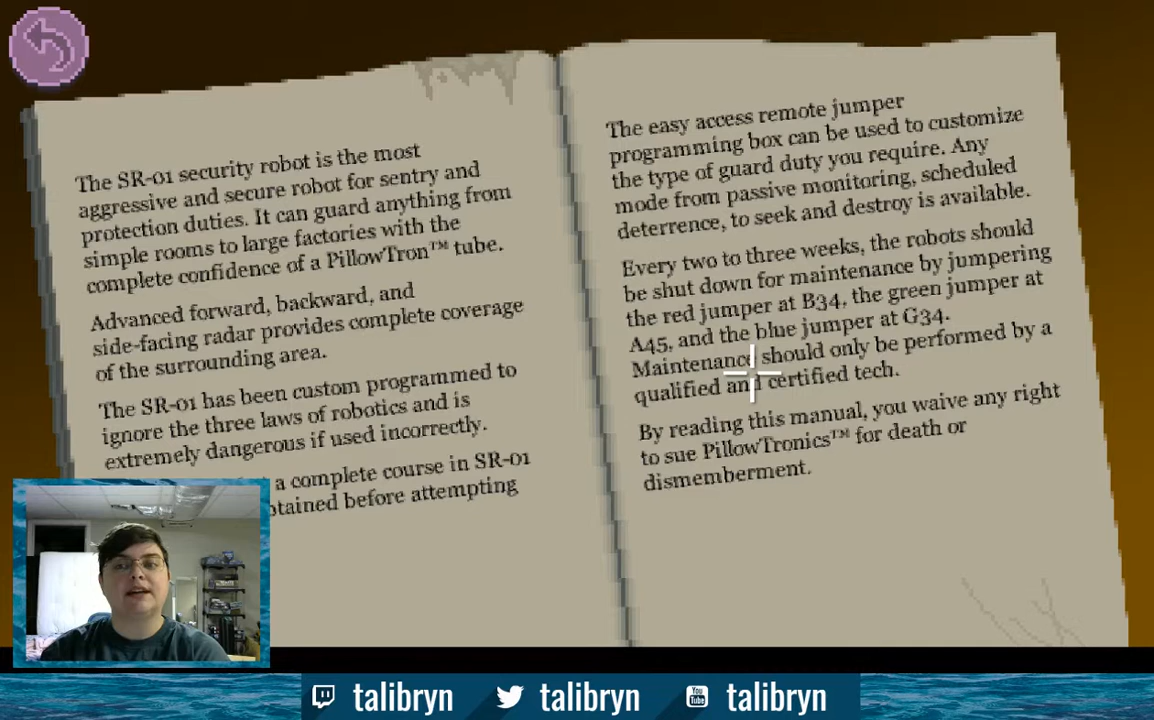 The SR-01 security robot is the most
aggressive and secure robot for sentry and
protection duties. It can guard anything from
simple rooms to large factories with the
complete confidence of a PillowTron™ tube.
Advanced forward, backward, and
side-facing radar provides complete coverage
of the surrounding area.
The SR-01 has been custom programmed to
ignore the three laws of robotics and is
extremely dangerous if used incorrectly.
a complete course in SR-01
before attempting
The easy access remote jumper
programming box can be used to customize
the type of guard duty you require. Any
mode from passive monitoring, scheduled
deterrence, to seek and destroy is available.
Every two to three weeks, the robots should
be shut down for maintenance by jumpering
the red jumper at B34, the green jumper at
A45, and the blue jumper at G34.
Maintenance should only be performed by a
qualified and certified tech.
By reading this manual, you waive any right
to sue PillowTronics™ for death or
dismemberment.
talibryn talibryn talibryn